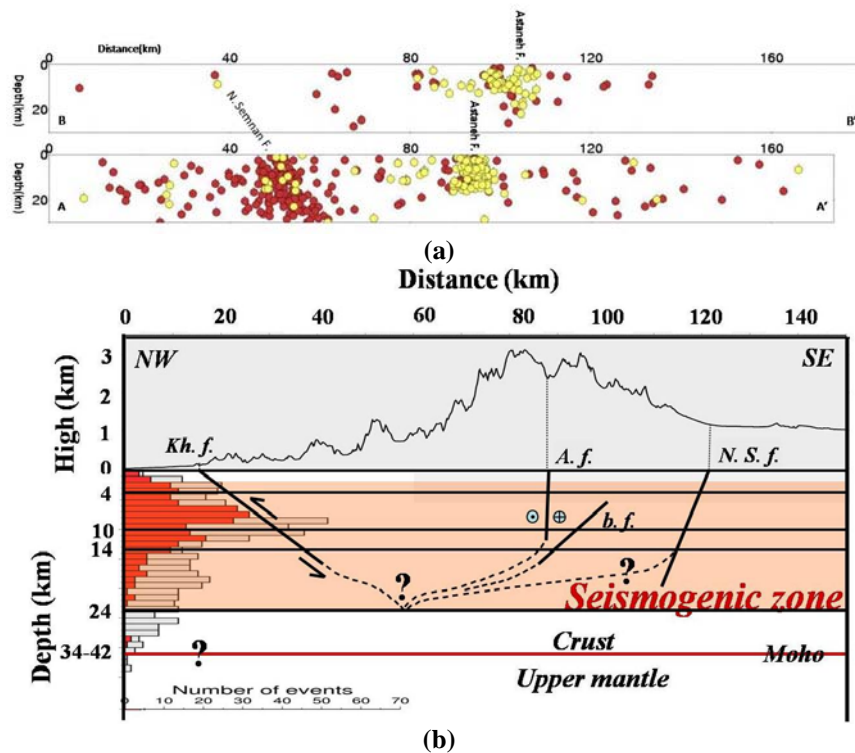 Distance(km)
0 40 80 120 160
Depth(km)
0
20
B
Astaneh F.
B'
0 N. Semnan F. 40 80 Astaneh F. 120 160
Depth(km)
0
20
A
A'
(a)
Distance (km)
0 20 40 60 80 100 120 140
High (km)
3
2
1
0
NW
SE
Kh. f.
A. f.
N. S. f.
b. f.
Depth (km)
4
10
14
24
34-42
?
?
?
Seismogenic zone
Crust
Moho
Upper mantle
Number of events
0 10 20 30 40 50 60 70
(b)